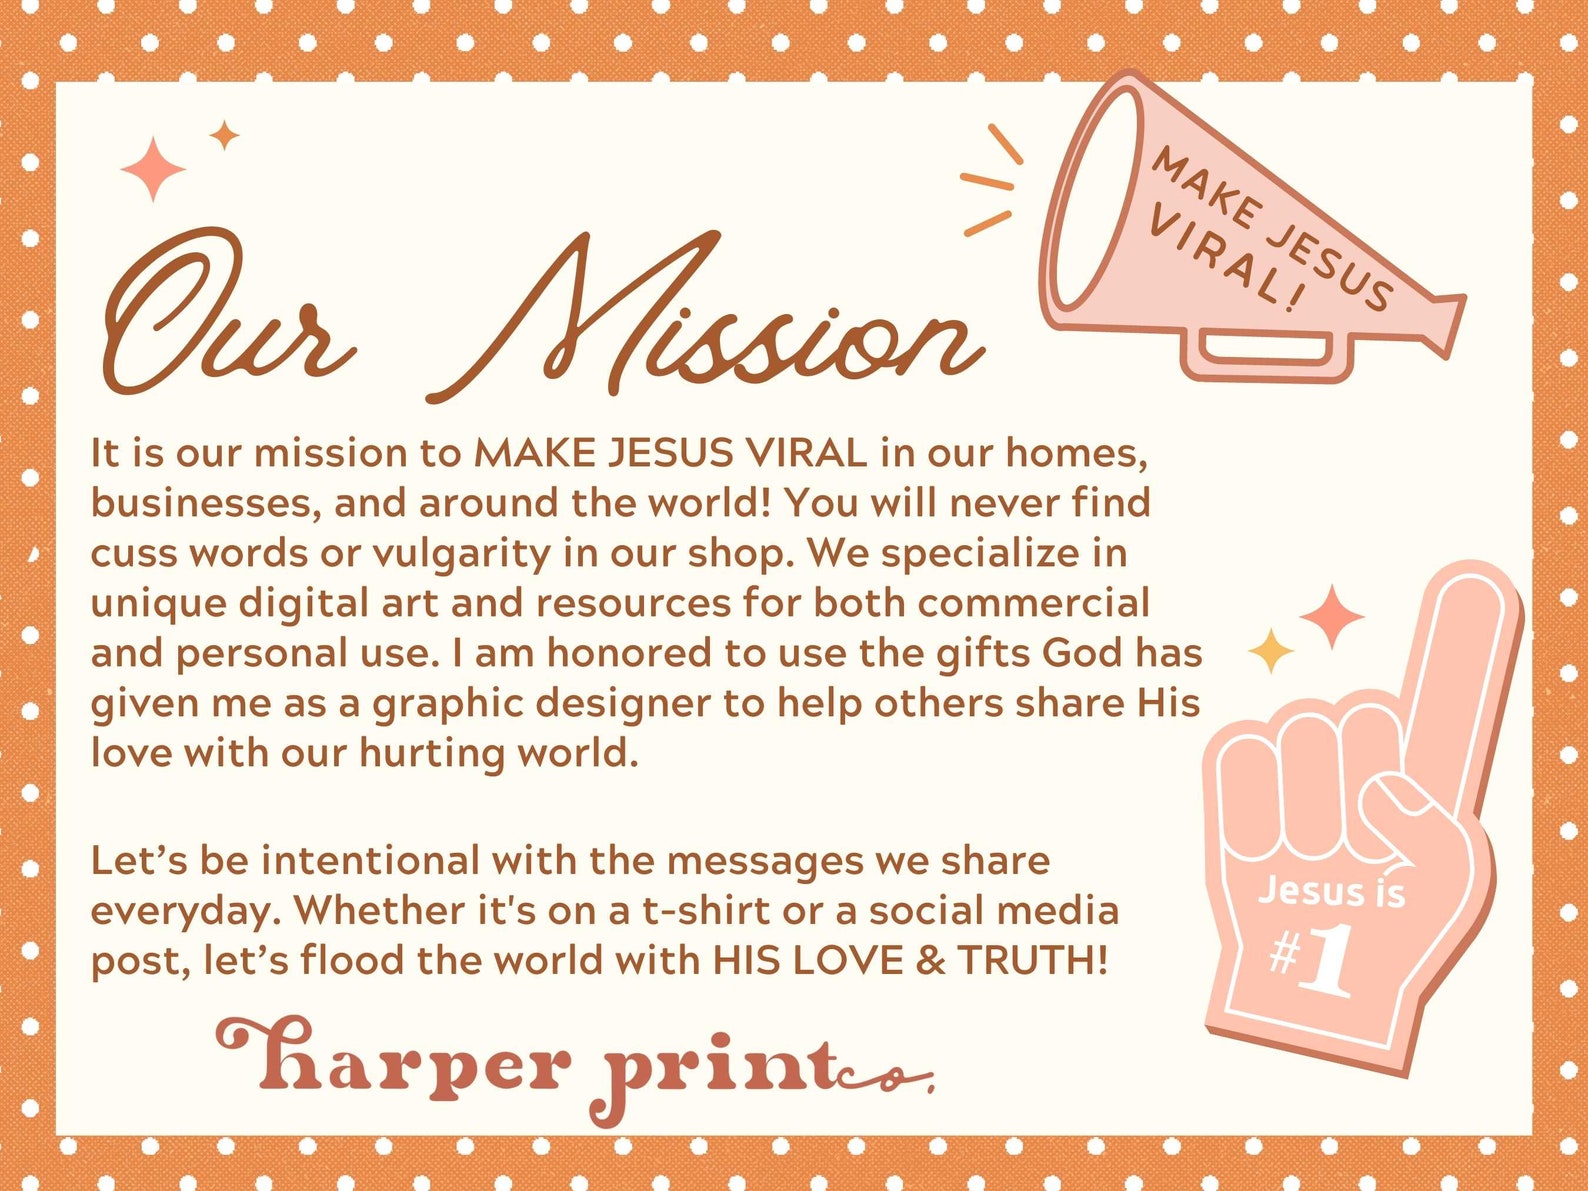 MAKE JESUS
VIRAL!
Our Mission
It is our mission to MAKE JESUS VIRAL in our homes,
businesses, and around the world! You will never find
cuss words or vulgarity in our shop. We specialize in
unique digital art and resources for both commercial
and personal use. I am honored to use the gifts God has
given me as a graphic designer to help others share His
love with our hurting world.
Let’s be intentional with the messages we share
everyday. Whether it's on a t-shirt or a social media
post, let’s flood the world with HIS LOVE & TRUTH!
Jesus is
#1
harper print co.